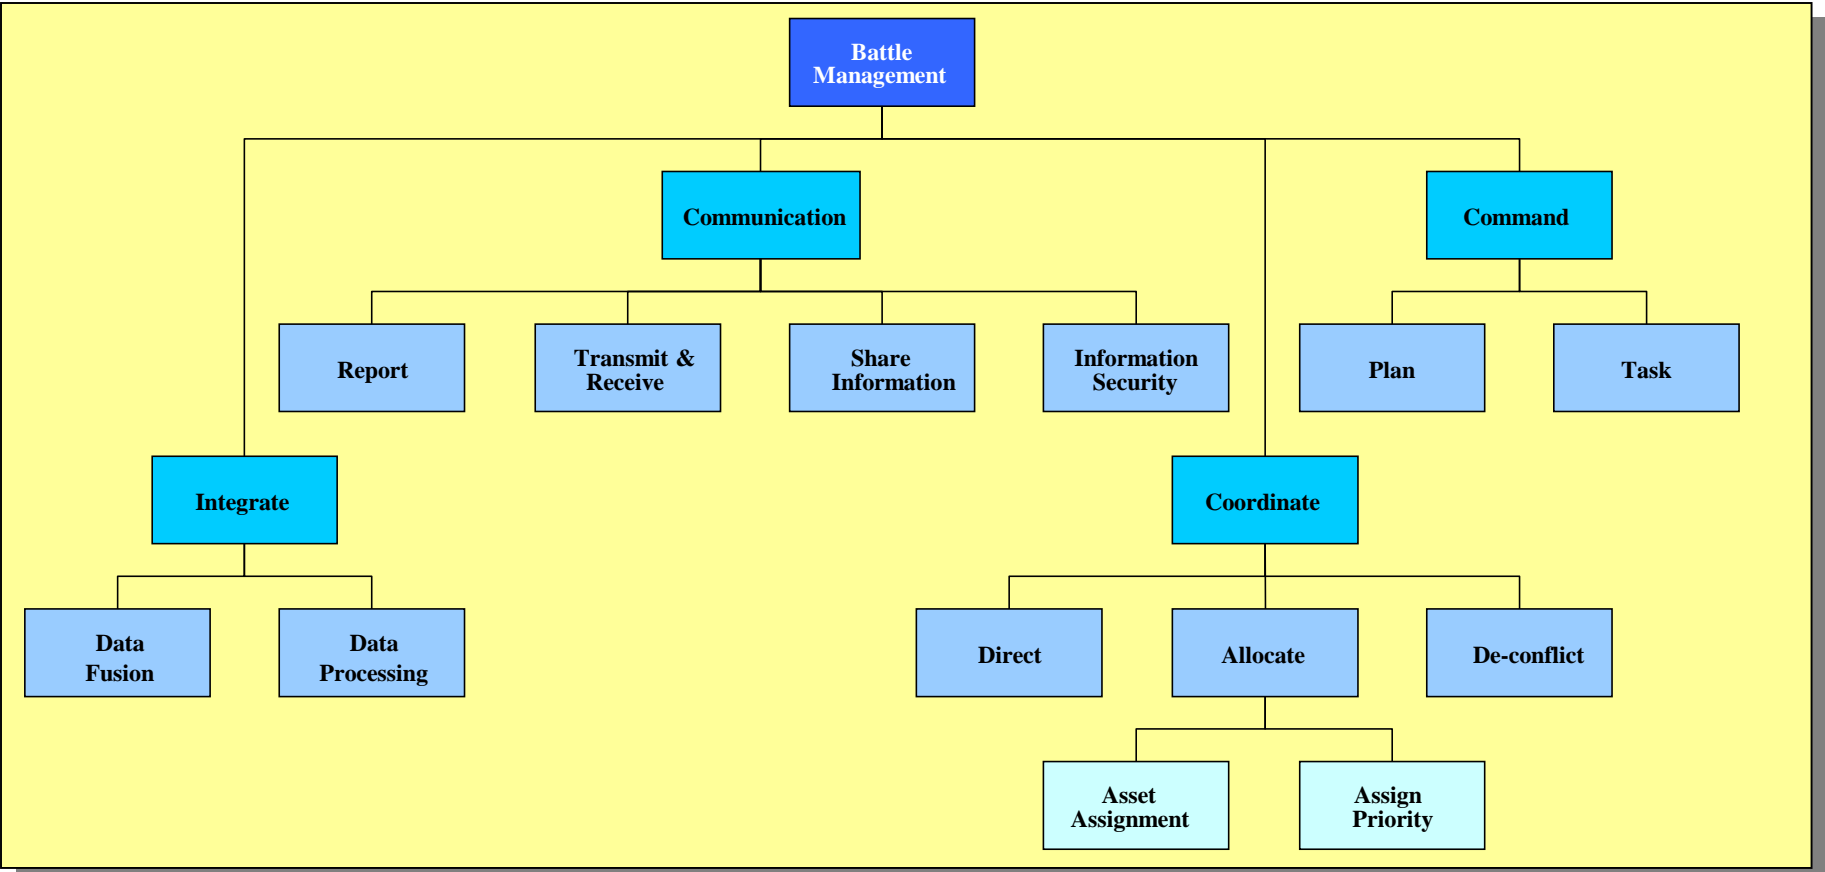 Battle
Management
Communication
Command
Report
Transmit &
Receive
Share
Information
Information
Security
Plan
Task
Integrate
Coordinate
Data
Fusion
Data
Processing
Direct
Allocate
De-conflict
Asset
Assignment
Assign
Priority